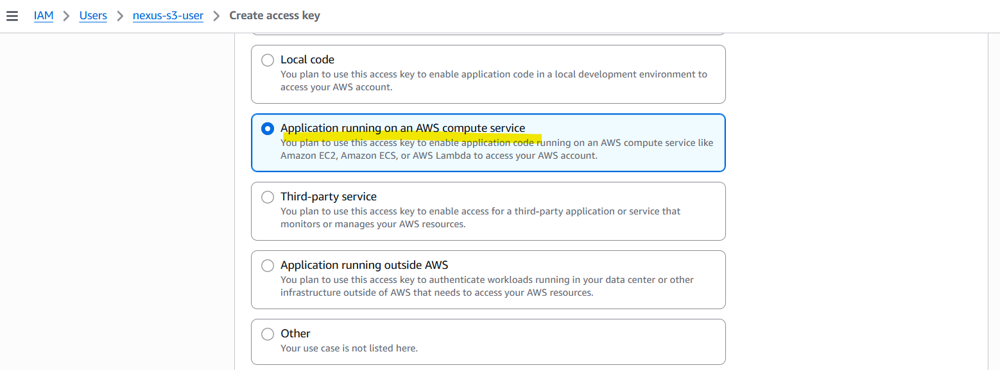 IAM > Users > nexus-s3-user > Create access key
Local code
You plan to use this access key to enable application code in a local development environment to
access your AWS account.
Application running on an AWS compute service
You plan to use this access key to enable application code running on an AWS compute service like
Amazon EC2, Amazon ECS, or AWS Lambda to access your AWS account.
Third-party service
You plan to use this access key to enable access for a third-party application or service that
monitors or manages your AWS resources.
Application running outside AWS
You plan to use this access key to authenticate workloads running in your data center or other
infrastructure outside of AWS that needs to access your AWS resources.
Other
Your use case is not listed here.